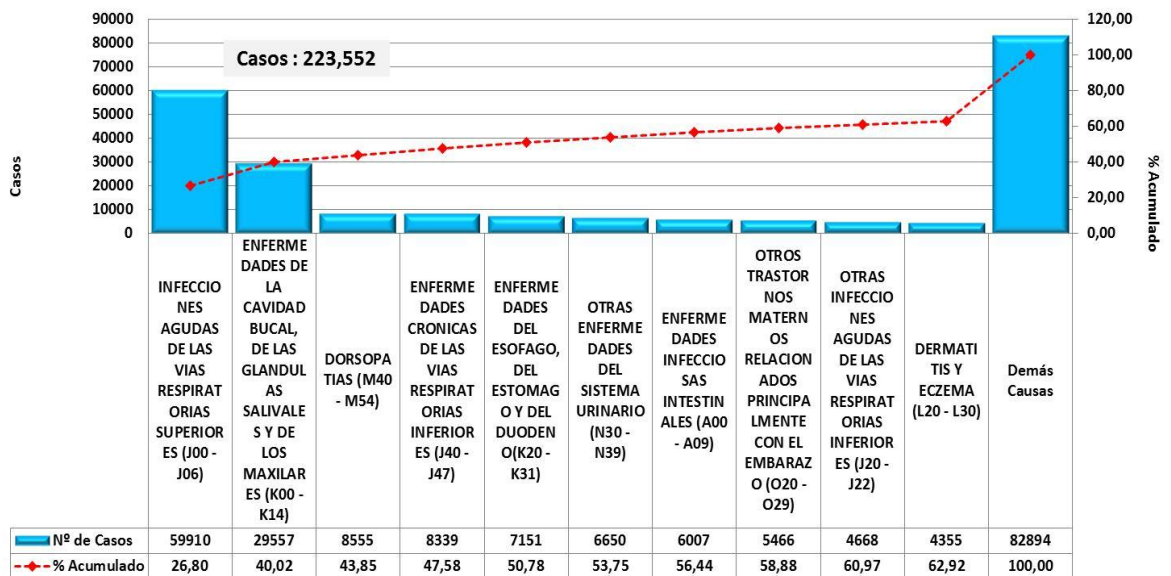 90000
80000
70000
60000
50000
40000
30000
20000
10000
0
Casos
Casos : 223,552
120,00
100,00
80,00
60,00
40,00
20,00
0,00
% Acumulado
INFECCIO
NES
AGUDAS
DE LAS
VIAS
RESPIRAT
ORIAS
SUPERIOR
ES (J00 -
J06)
ENFERME
DADES DE
LA
CAVIDAD
BUCAL,
DE LAS
GLANDUL
AS
SALIVALE
S Y DE
LOS
MAXILAR
ES (K00 -
K14)
DORSOPA
TIAS (M40
- M54)
ENFERME
DADES
CRONICAS
DE LAS
VIAS
RESPIRAT
ORIAS
INFERIOR
ES (J40 -
J47)
ENFERME
DADES
DEL
ESOFAGO,
DEL
ESTOMAG
O Y DEL
DUODEN
O(K20 -
K31)
OTRAS
ENFERME
DADES
DEL
SISTEMA
URINARIO
(N30 -
N39)
ENFERME
DADES
INFECCIO
SAS
INTESTIN
ALES (A00
- A09)
OTROS
TRASTOR
NOS
MATERN
OS
RELACION
ADOS
PRINCIPA
LMENTE
CON EL
EMBARAZ
O (O20 -
O29)
OTRAS
INFECCIO
NES
AGUDAS
DE LAS
VIAS
RESPIRAT
ORIAS
INFERIOR
ES (J20 -
J22)
DERMATI
TIS Y
ECZEMA
(L20 - L30)
Demás
Causas
Nº de Casos 59910 29557 8555 8339 7151 6650 6007 5466 4668 4355 82894
% Acumulado 26,80 40,02 43,85 47,58 50,78 53,75 56,44 58,88 60,97 62,92 100,00